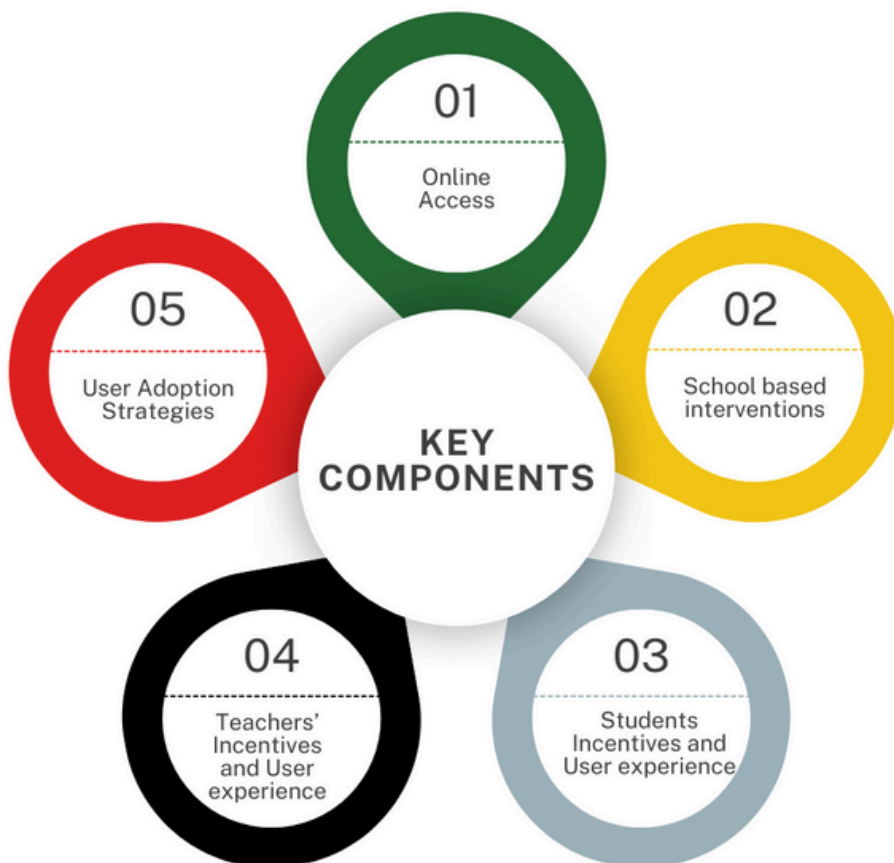 01
Online
Access
02
School based
interventions
03
Students
Incentives and
User experience
04
Teachers’
Incentives
and User
experience
05
User Adoption
Strategies
KEY
COMPONENTS